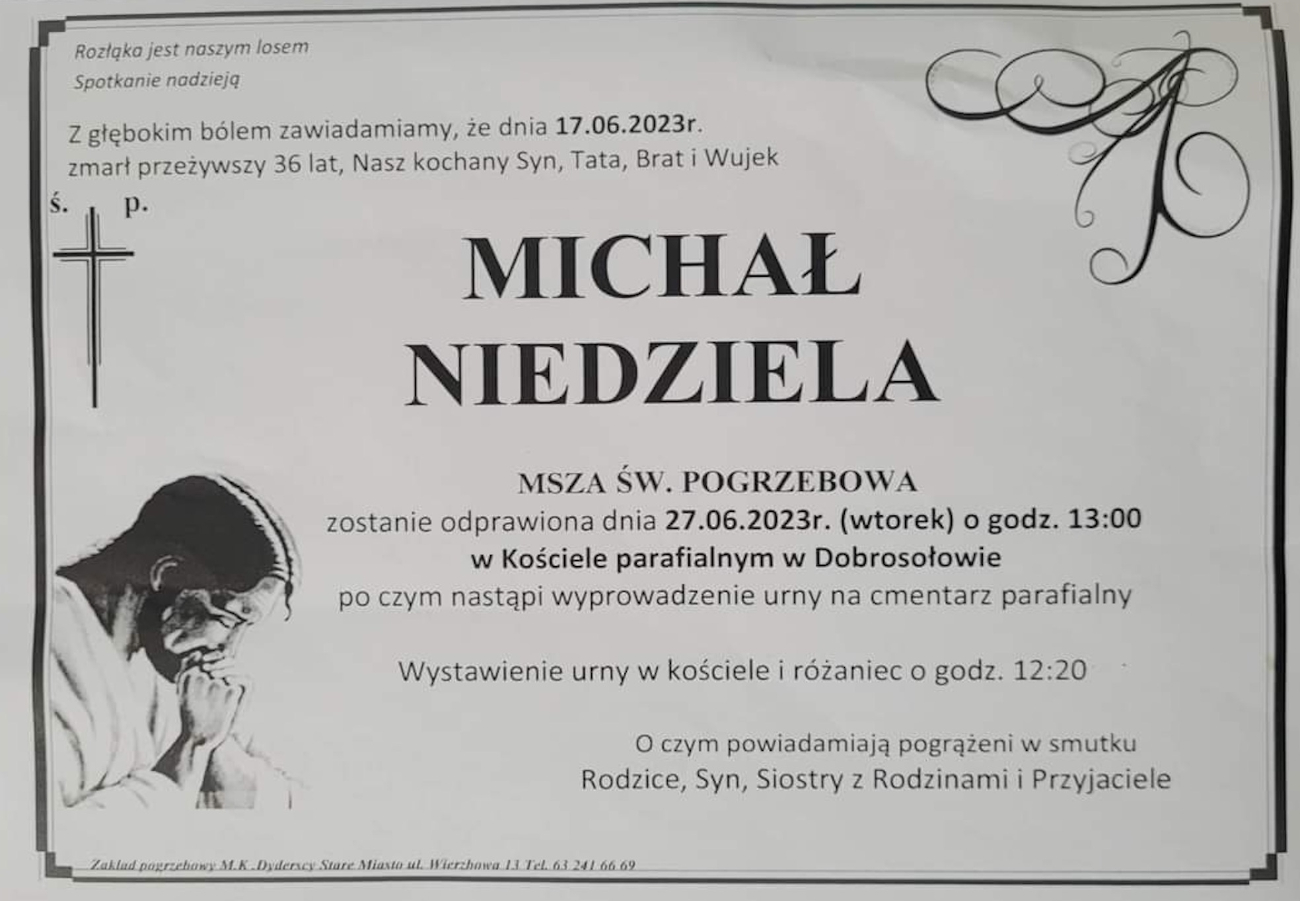 Rozłąka jest naszym losem
Spotkanie nadzieją
Z głębokim bólem zawiadamiamy, że dnia 17.06.2023r.
zmarł przeżywszy 36 lat, Nasz kochany Syn, Tata, Brat i Wujek
ś. p.
MICHAŁ
NIEDZIELA
MSZA ŚW. POGRZEBOWA
zostanie odprawiona dnia 27.06.2023r. (wtorek) o godz. 13:00
w Kościele parafialnym w Dobrosołowie
po czym nastąpi wyprowadzenie urny na cmentarz parafialny
Wystawienie urny w kościele i różaniec o godz. 12:20
O czym powiadamiają pogrążeni w smutku
Rodzice, Syn, Siostry z Rodzinami i Przyjaciele
Zakład pogrzebowy M.K. Dyderscy Stare Miasto ul. Wierzbowa 13 Tel. 63 241 66 69